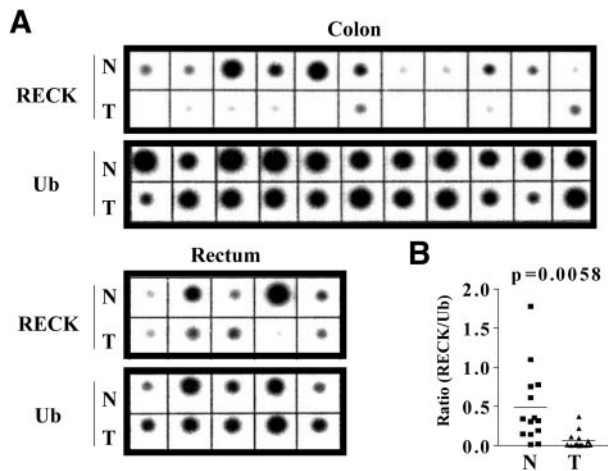 A
Colon
RECK
N
T
Ub
N
T
Rectum
RECK
N
T
Ub
N
T
B
p=0.0058
Ratio (RECK/Ub)
2.0
1.5
1.0
0.5
0.0
N T